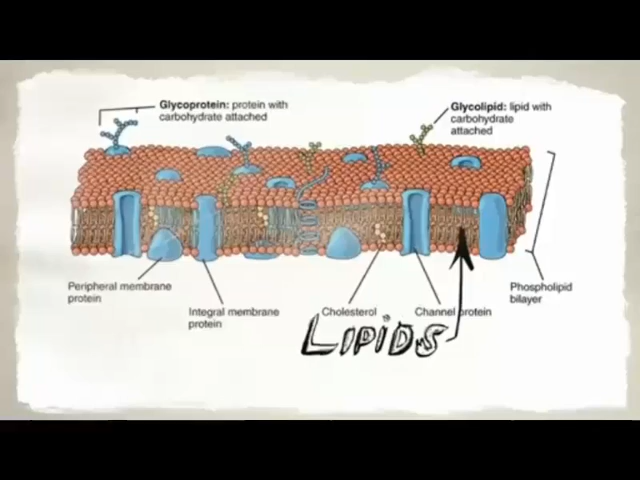 Glycoprotein: protein with
carbohydrate attached
Glycolipid: lipid with
carbohydrate
attached
Peripheral membrane
protein
Integral membrane
protein
Cholesterol
Channel protein
Phospholipid
bilayer
LIPiDS